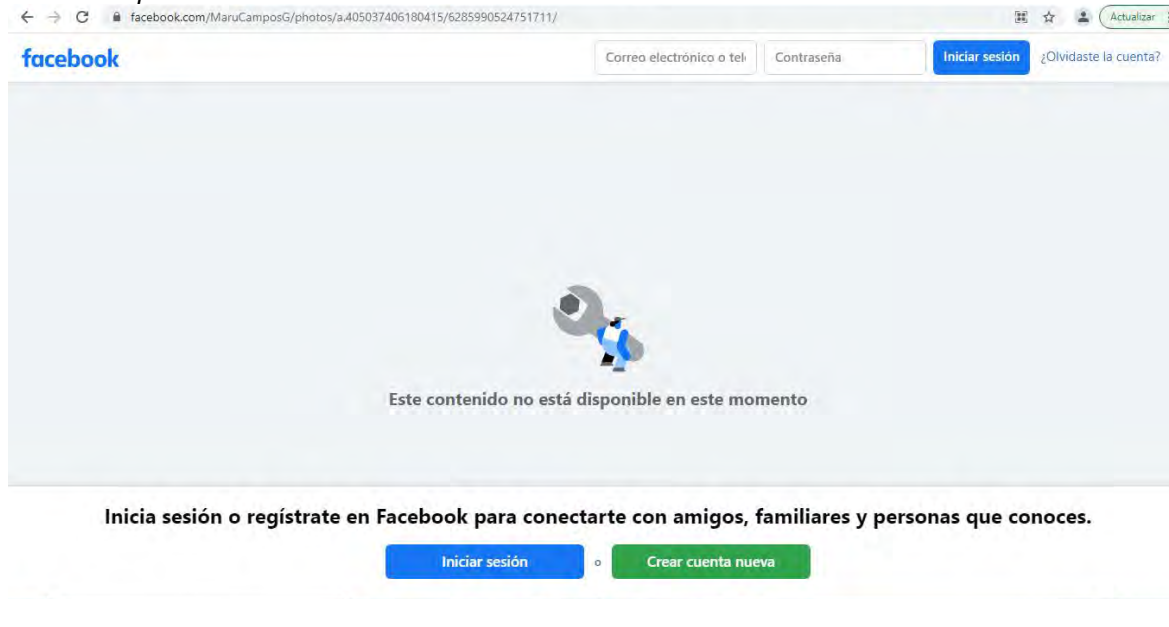 facebook.com/MaruCamposG/photos/a.405037406180415/6285990524751711/
Actualizar
facebook
Correo electrónico o tel
Contraseña
Iniciar sesión
¿Olvidaste la cuenta?
Este contenido no está disponible en este momento
Inicia sesión o regístrate en Facebook para conectarte con amigos, familiares y personas que conoces.
Iniciar sesión
o
Crear cuenta nueva